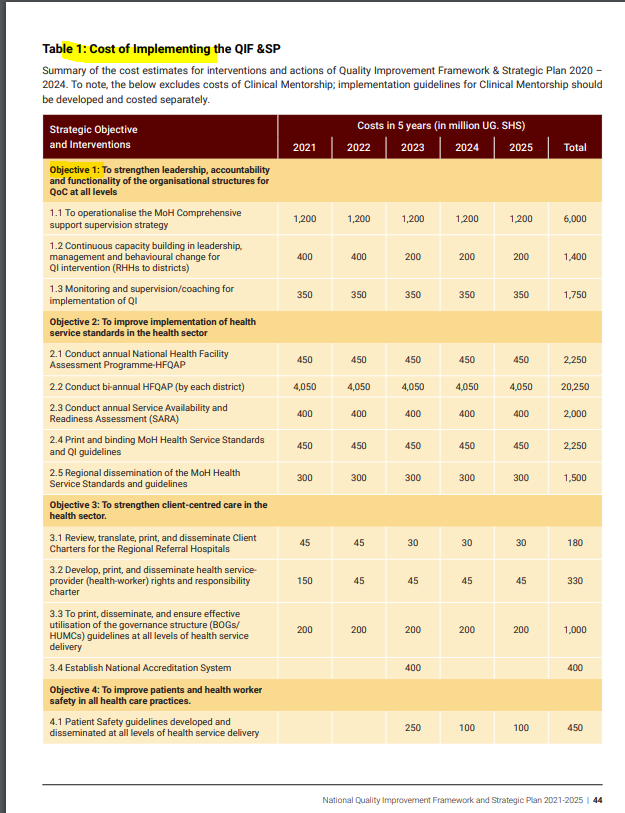 Table 1: Cost of Implementing the QIF &SP
Summary of the cost estimates for interventions and actions of Quality Improvement Framework & Strategic Plan 2020 –
2024. To note, the below excludes costs of Clinical Mentorship; implementation guidelines for Clinical Mentorship should
be developed and costed separately.
Strategic Objective
and Interventions
Costs in 5 years (in million UG. SHS)
2021 2022 2023 2024 2025 Total
Objective 1: To strengthen leadership, accountability
and functionality of the organisational structures for
QoC at all levels
1.1 To operationalise the MoH Comprehensive
support supervision strategy
1,200 1,200 1,200 1,200 1,200 6,000
1.2 Continuous capacity building in leadership,
management and behavioural change for
QI intervention (RHHs to districts)
400 400 200 200 200 1,400
1.3 Monitoring and supervision/coaching for
implementation of QI
350 350 350 350 350 1,750
Objective 2: To improve implementation of health
service standards in the health sector
2.1 Conduct annual National Health Facility
Assessment Programme-HFQAP
450 450 450 450 450 2,250
2.2 Conduct bi-annual HFQAP (by each district) 4,050 4,050 4,050 4,050 4,050 20,250
2.3 Conduct annual Service Availability and
Readiness Assessment (SARA)
400 400 400 400 400 2,000
2.4 Print and binding MoH Health Service Standards
and QI guidelines
450 450 450 450 450 2,250
2.5 Regional dissemination of the MoH Health
Service Standards and guidelines
300 300 300 300 300 1,500
Objective 3: To strengthen client-centred care in the
health sector.
3.1 Review, translate, print, and disseminate Client
Charters for the Regional Referral Hospitals
45 45 30 30 30 180
3.2 Develop, print, and disseminate health service-
provider (health-worker) rights and responsibility
charter
150 45 45 45 45 330
3.3 To print, disseminate, and ensure effective
utilisation of the governance structure (BOGs/
HUMCs) guidelines at all levels of health service
delivery
200 200 200 200 200 1,000
3.4 Establish National Accreditation System 400 400
Objective 4: To improve patients and health worker
safety in all health care practices.
4.1 Patient Safety guidelines developed and
disseminated at all levels of health service delivery
250 100 100 450
National Quality Improvement Framework and Strategic Plan 2021-2025 | 44